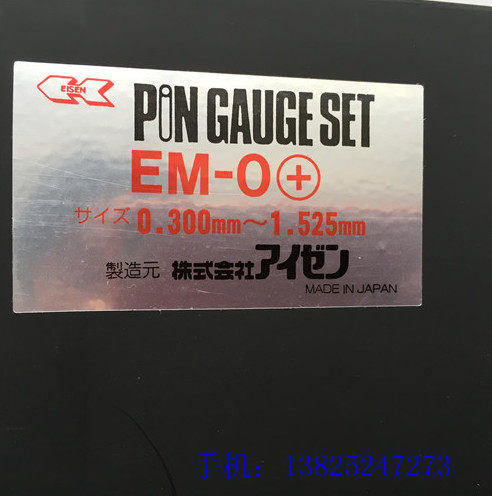 EISEN
PiN GAUGE SET
EM-0⊕
サイズ 0.300mm〜1.525mm
製造元 株式会社アイゼン
MADE IN JAPAN
手机：13825247273